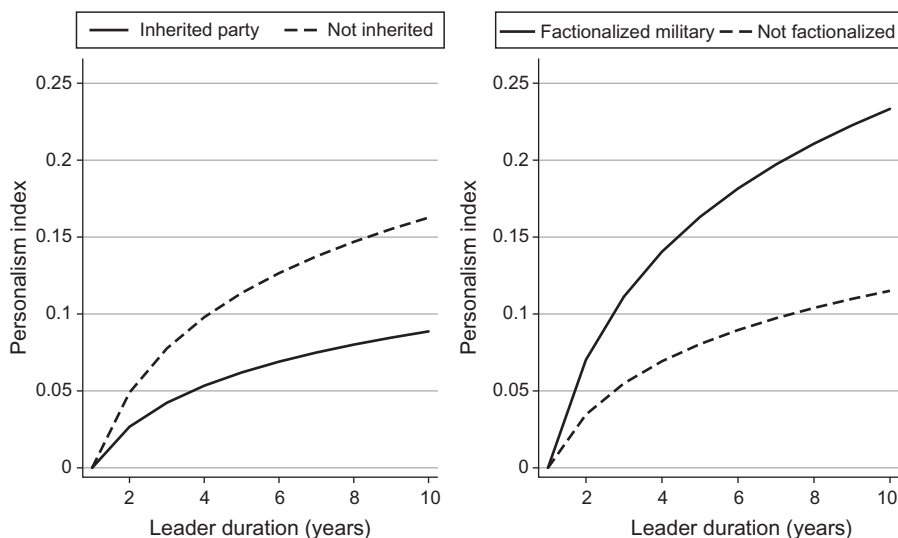 Inherited party Not inherited
Personalism index
0.25
0.2
0.15
0.1
0.05
0
2 4 6 8 10
Leader duration (years)
Factionalized military Not factionalized
Personalism index
0.25
0.2
0.15
0.1
0.05
0
2 4 6 8 10
Leader duration (years)